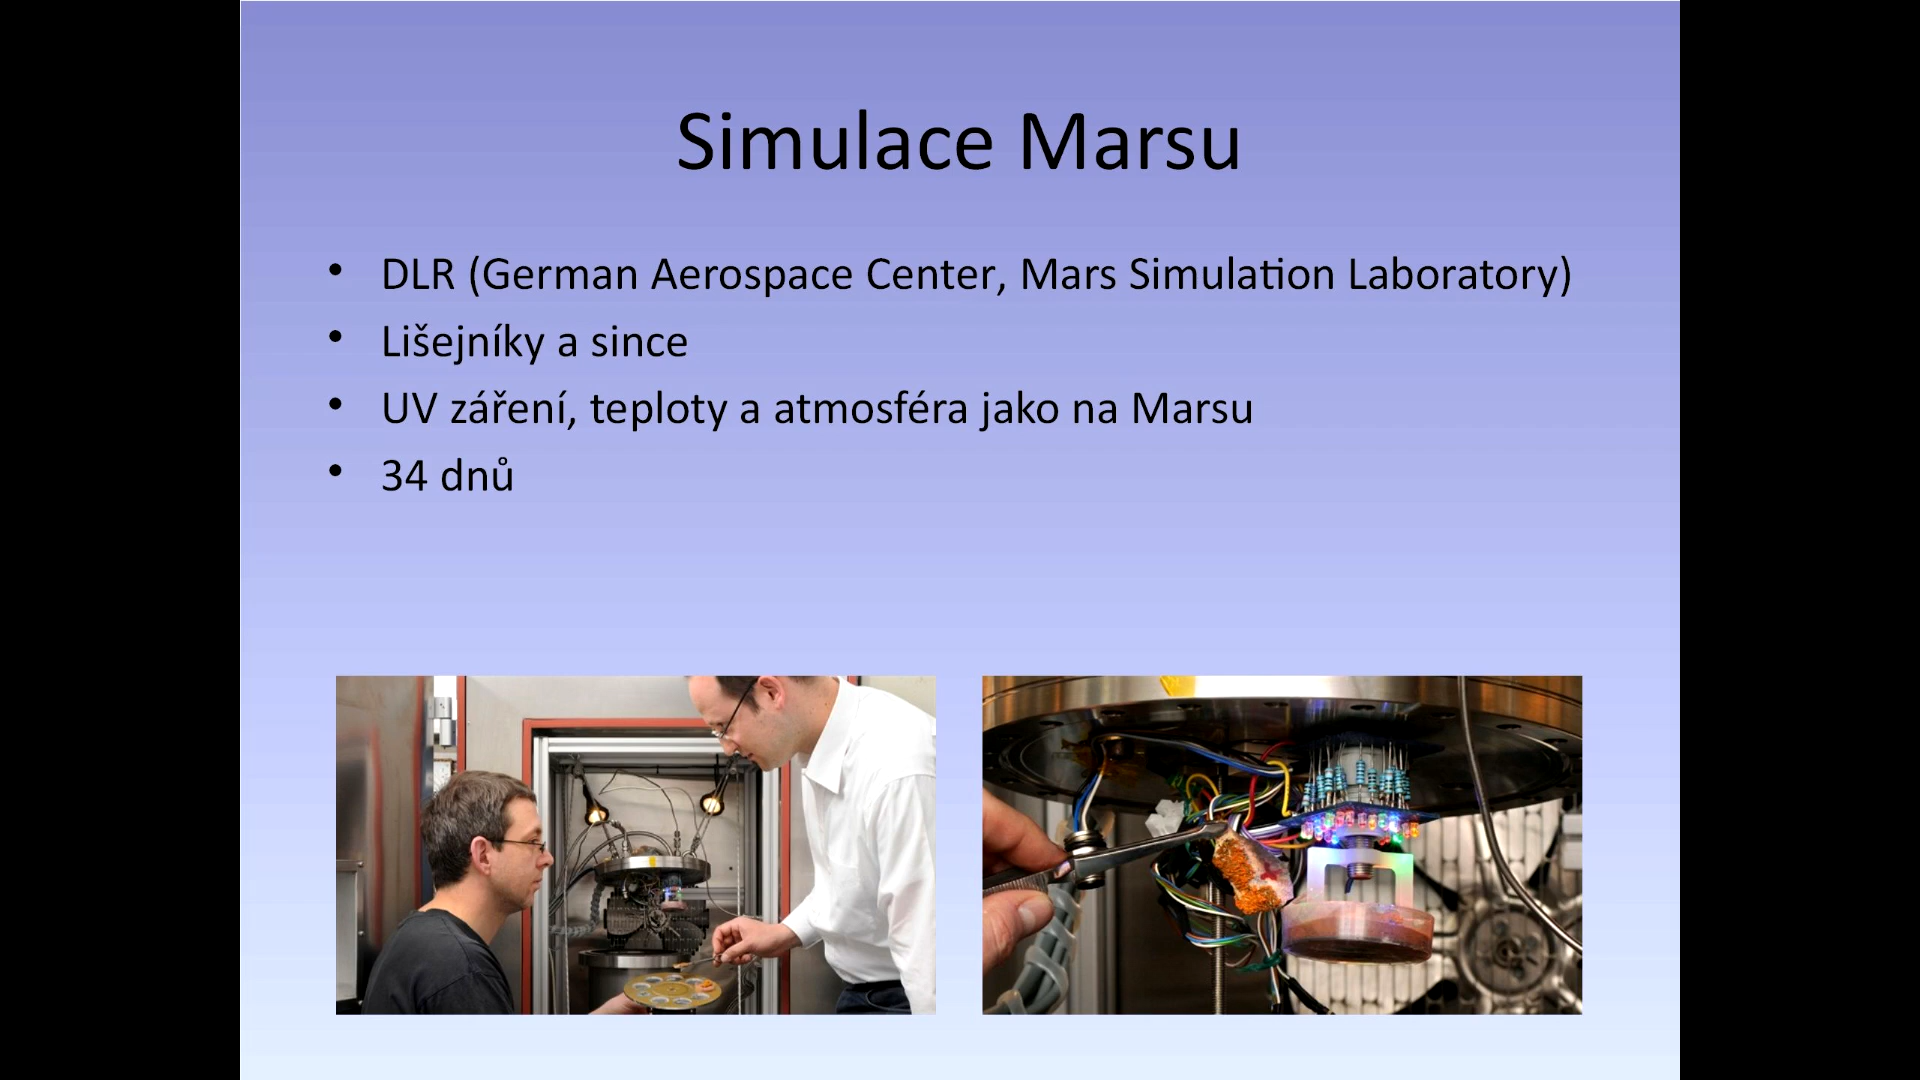 Simulace Marsu
• DLR (German Aerospace Center, Mars Simulation Laboratory)
• Lišejníky a since
• UV záření, teploty a atmosféra jako na Marsu
• 34 dnů